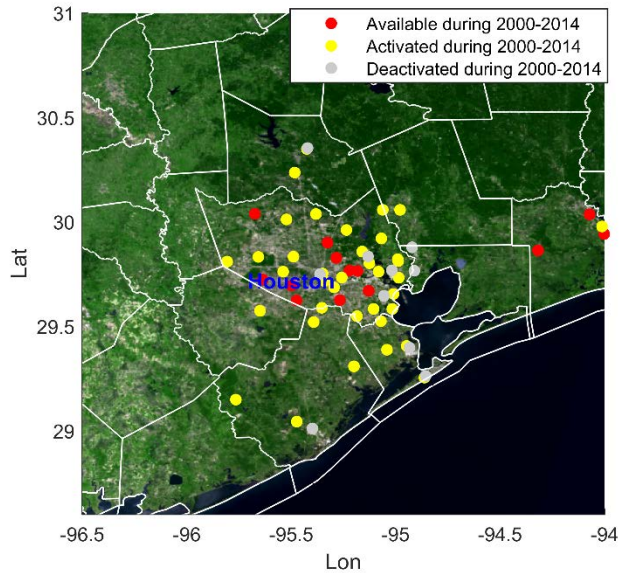 Available during 2000-2014
Activated during 2000-2014
Deactivated during 2000-2014
31
30.5
30
29.5
29
Lat
Houston
-96.5
-96
-95.5
-95
-94.5
-94
Lon